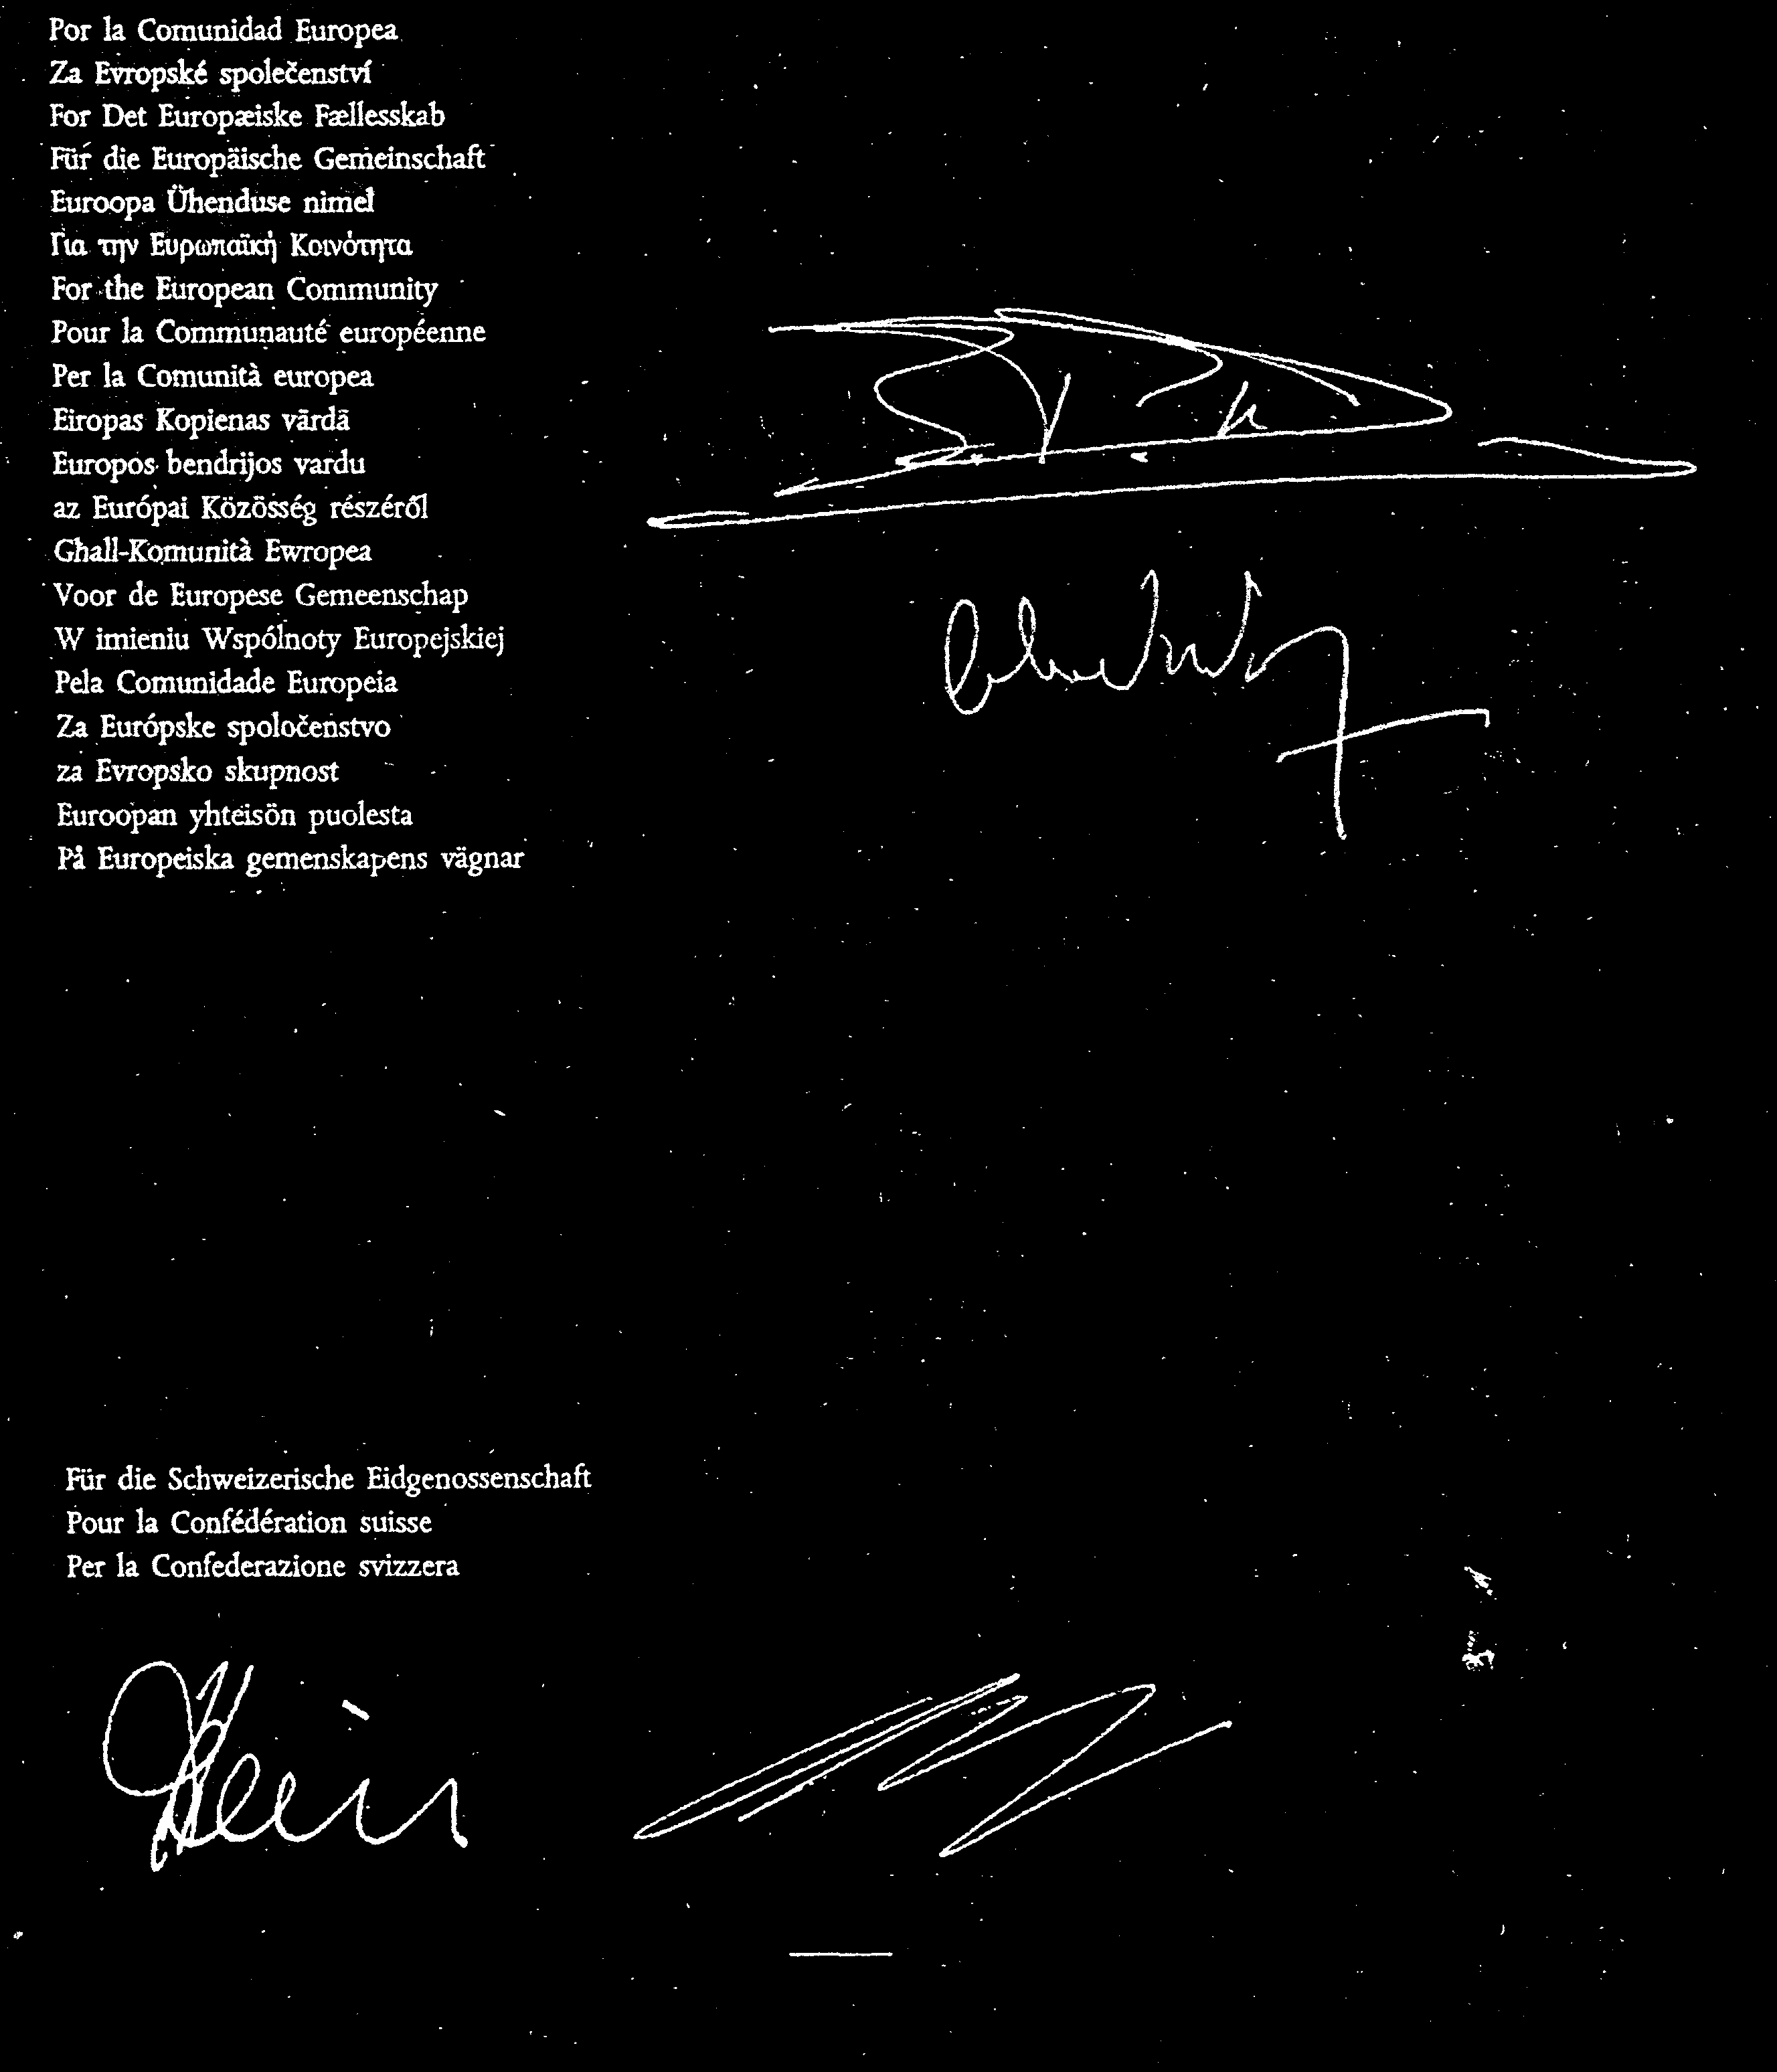 Por la Comunidad Europea
Za Evropské společenství
For Det Europæiske Fællesskab
Für die Europäische Gemeinschaft
Euroopa Ühenduse nimel
Για την Ευρωπαϊκή Κοινότητα
For the European Community
Pour la Communauté européenne
Per la Comunità europea
Eiropas Kopienas vārdā
Europos bendrijos vardu
az Európai Közösség részéről
Għall-Komunità Ewropea
Voor de Europese Gemeenschap
W imieniu Wspólnoty Europejskiej
Pela Comunidade Europeia
Za Európske spoločenstvo
za Evropsko skupnost
Euroopan yhteisön puolesta
På Europeiska gemenskapens vägnar
Für die Schweizerische Eidgenossenschaft
Pour la Confédération suisse
Per la Confederazione svizzera